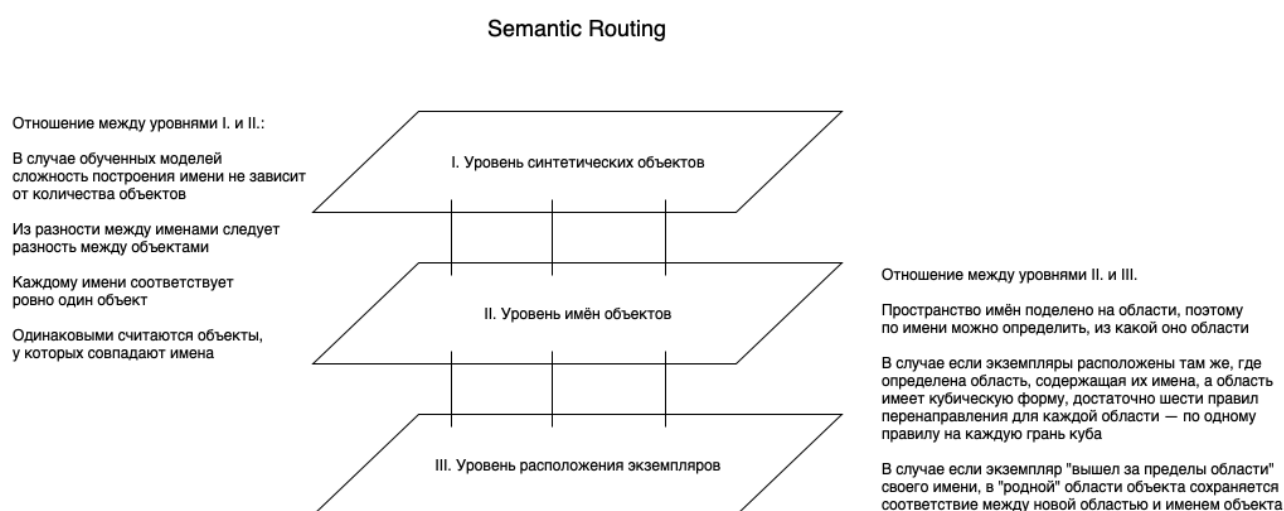 Semantic Routing
Отношение между уровнями I. и II.:
В случае обученных моделей
сложность построения имени не зависит
от количества объектов
Из разности между именами следует
разность между объектами
Каждому имени соответствует
ровно один объект
Одинаковыми считаются объекты,
у которых совпадают имена
I. Уровень синтетических объектов
II. Уровень имён объектов
III. Уровень расположения экземпляров
Отношение между уровнями II. и III.
Пространство имён поделено на области, поэтому
по имени можно определить, из какой оно области
В случае если экземпляры расположены там же, где
определена область, содержащая их имена, а область
имеет кубическую форму, достаточно шести правил
перенаправления для каждой области — по одному
правилу на каждую грань куба
В случае если экземпляр "вышел за пределы области"
своего имени, в "родной" области объекта сохраняется
соответствие между новой областью и именем объекта